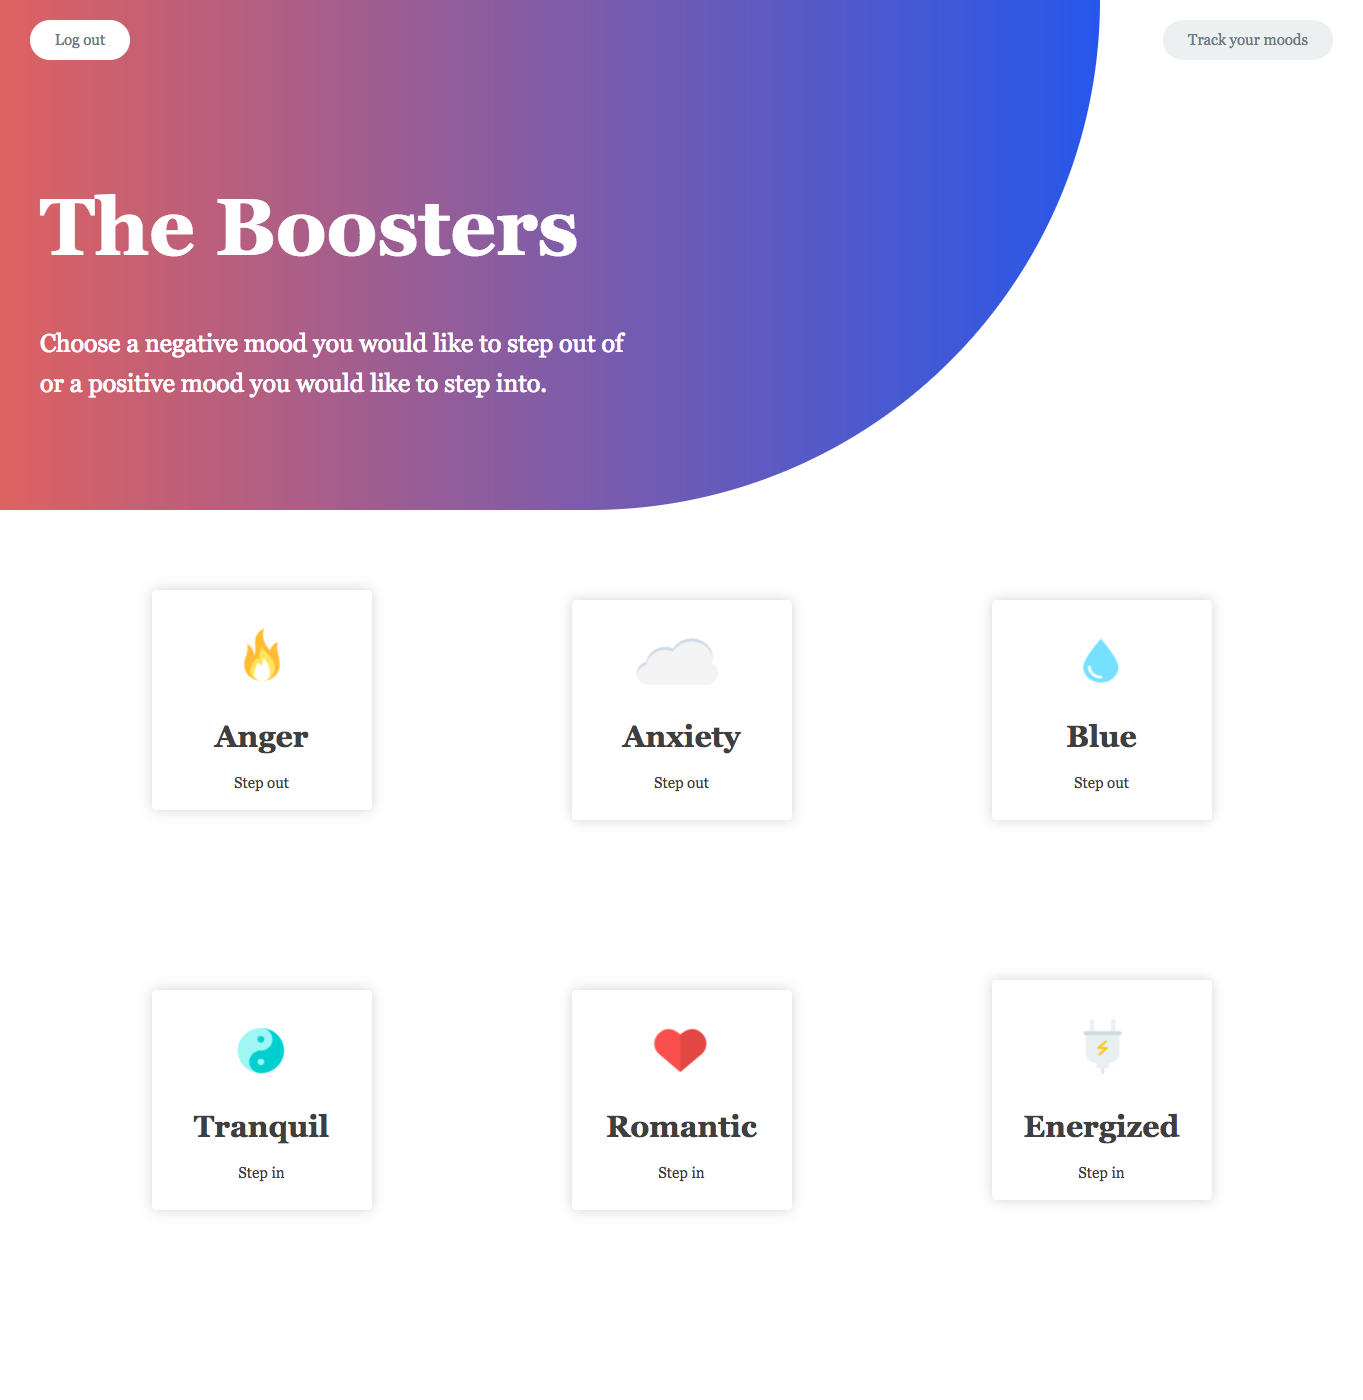 Log out
Track your moods
The Boosters
Choose a negative mood you would like to step out of
or a positive mood you would like to step into.
Anger
Step out
Anxiety
Step out
Blue
Step out
Tranquil
Step in
Romantic
Step in
Energized
Step in